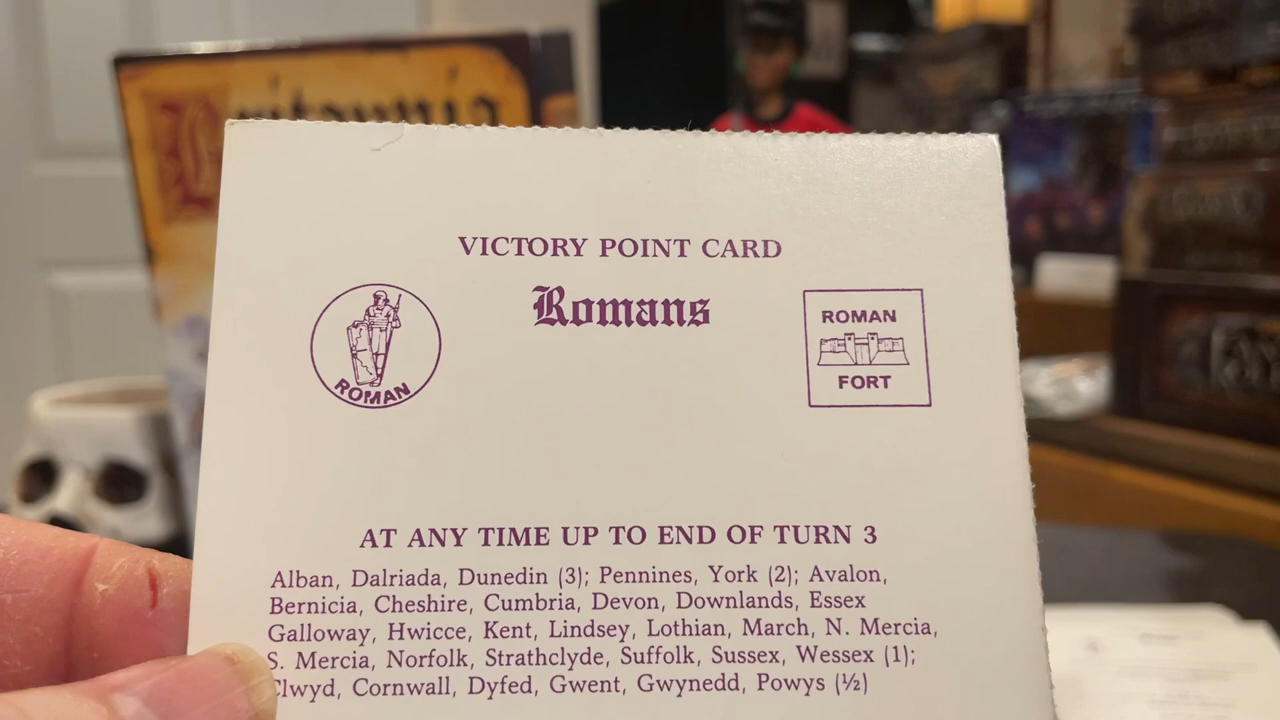 VICTORY POINT CARD
Romans
ROMAN
ROMAN
FORT
AT ANY TIME UP TO END OF TURN 3
Alban, Dalriada, Dunedin (3); Pennines, York (2); Avalon,
Bernicia, Cheshire, Cumbria, Devon, Downlands, Essex
Galloway, Hwicce, Kent, Lindsey, Lothian, March, N. Mercia,
S. Mercia, Norfolk, Strathclyde, Suffolk, Sussex, Wessex (1);
Clwyd, Cornwall, Dyfed, Gwent, Gwynedd, Powys (½)